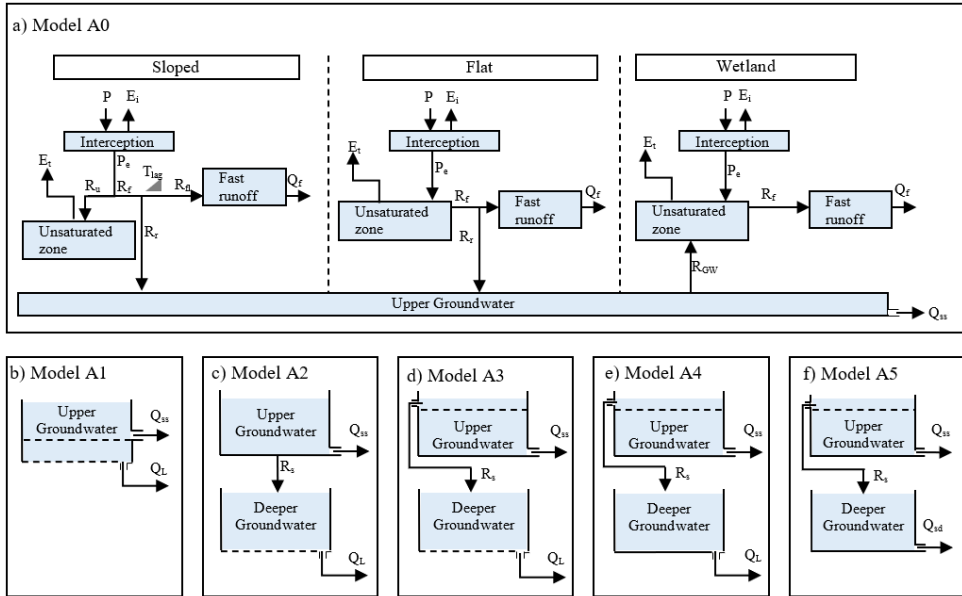 a) Model A0
Sloped
Flat
Wetland
P Ei
Interception
Pe
Et
Tlag
Ru Rf Rfl
Fast runoff
Qf
Unsaturated zone
Rr
P Ei
Interception
Pe
Et
Unsaturated zone
Rf
Fast runoff
Qf
Rr
P Ei
Interception
Pe
Et
Unsaturated zone
Rf
Fast runoff
Qf
RGW
Upper Groundwater
Qss
b) Model A1
Upper Groundwater
Qss
QL
c) Model A2
Upper Groundwater
Qss
Rs
Deeper Groundwater
QL
d) Model A3
Upper Groundwater
Qss
Rs
Deeper Groundwater
QL
e) Model A4
Upper Groundwater
Qss
Rs
Deeper Groundwater
QL
f) Model A5
Upper Groundwater
Qss
Rs
Deeper Groundwater
Qsd